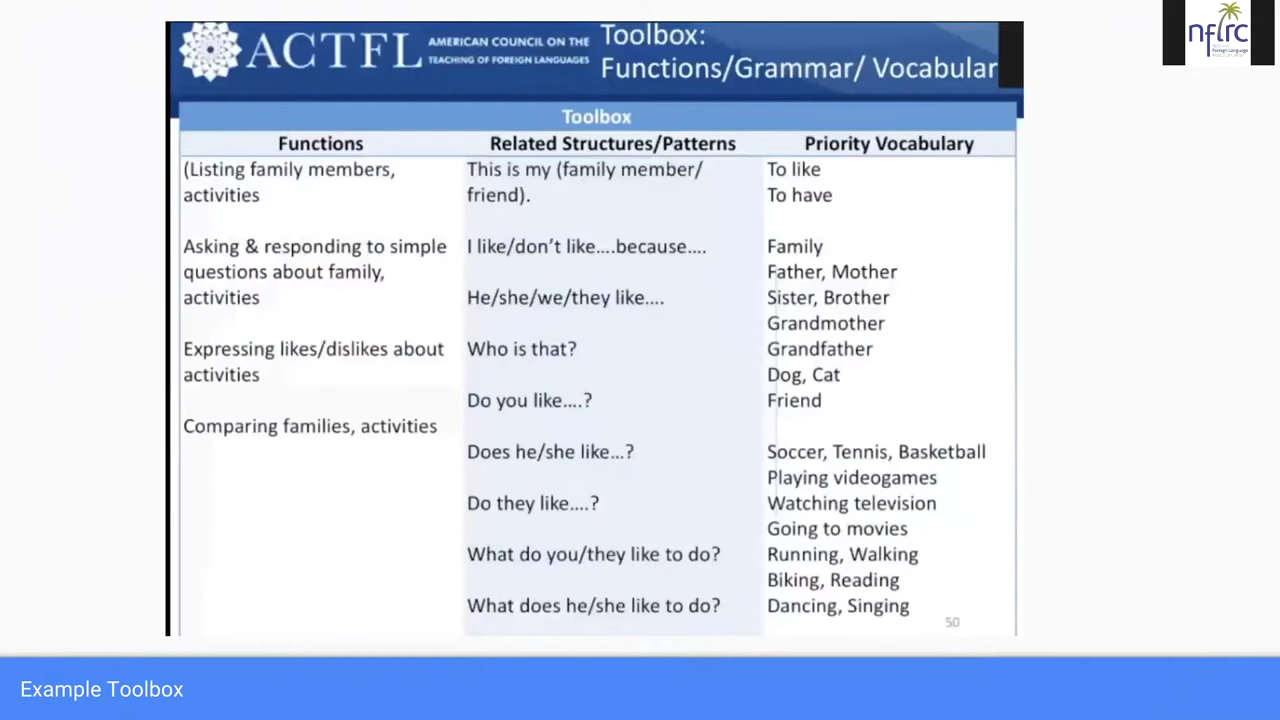 ACTFL
AMERICAN COUNCIL ON THE
TEACHING OF FOREIGN LANGUAGES
Toolbox:
Functions/Grammar/ Vocabular
nflrc
Toolbox
Functions
Related Structures/Patterns
Priority Vocabulary
(Listing family members,
activities
Asking & responding to simple
questions about family,
activities
Expressing likes/dislikes about
activities
Comparing families, activities
This is my (family member/
friend).
I like/don't like....because....
He/she/we/they like....
Who is that?
Do you like....?
Does he/she like...?
Do they like....?
What do you/they like to do?
What does he/she like to do?
To like
To have
Family
Father, Mother
Sister, Brother
Grandmother
Grandfather
Dog, Cat
Friend
Soccer, Tennis, Basketball
Playing videogames
Watching television
Going to movies
Running, Walking
Biking, Reading
Dancing, Singing
50
Example Toolbox